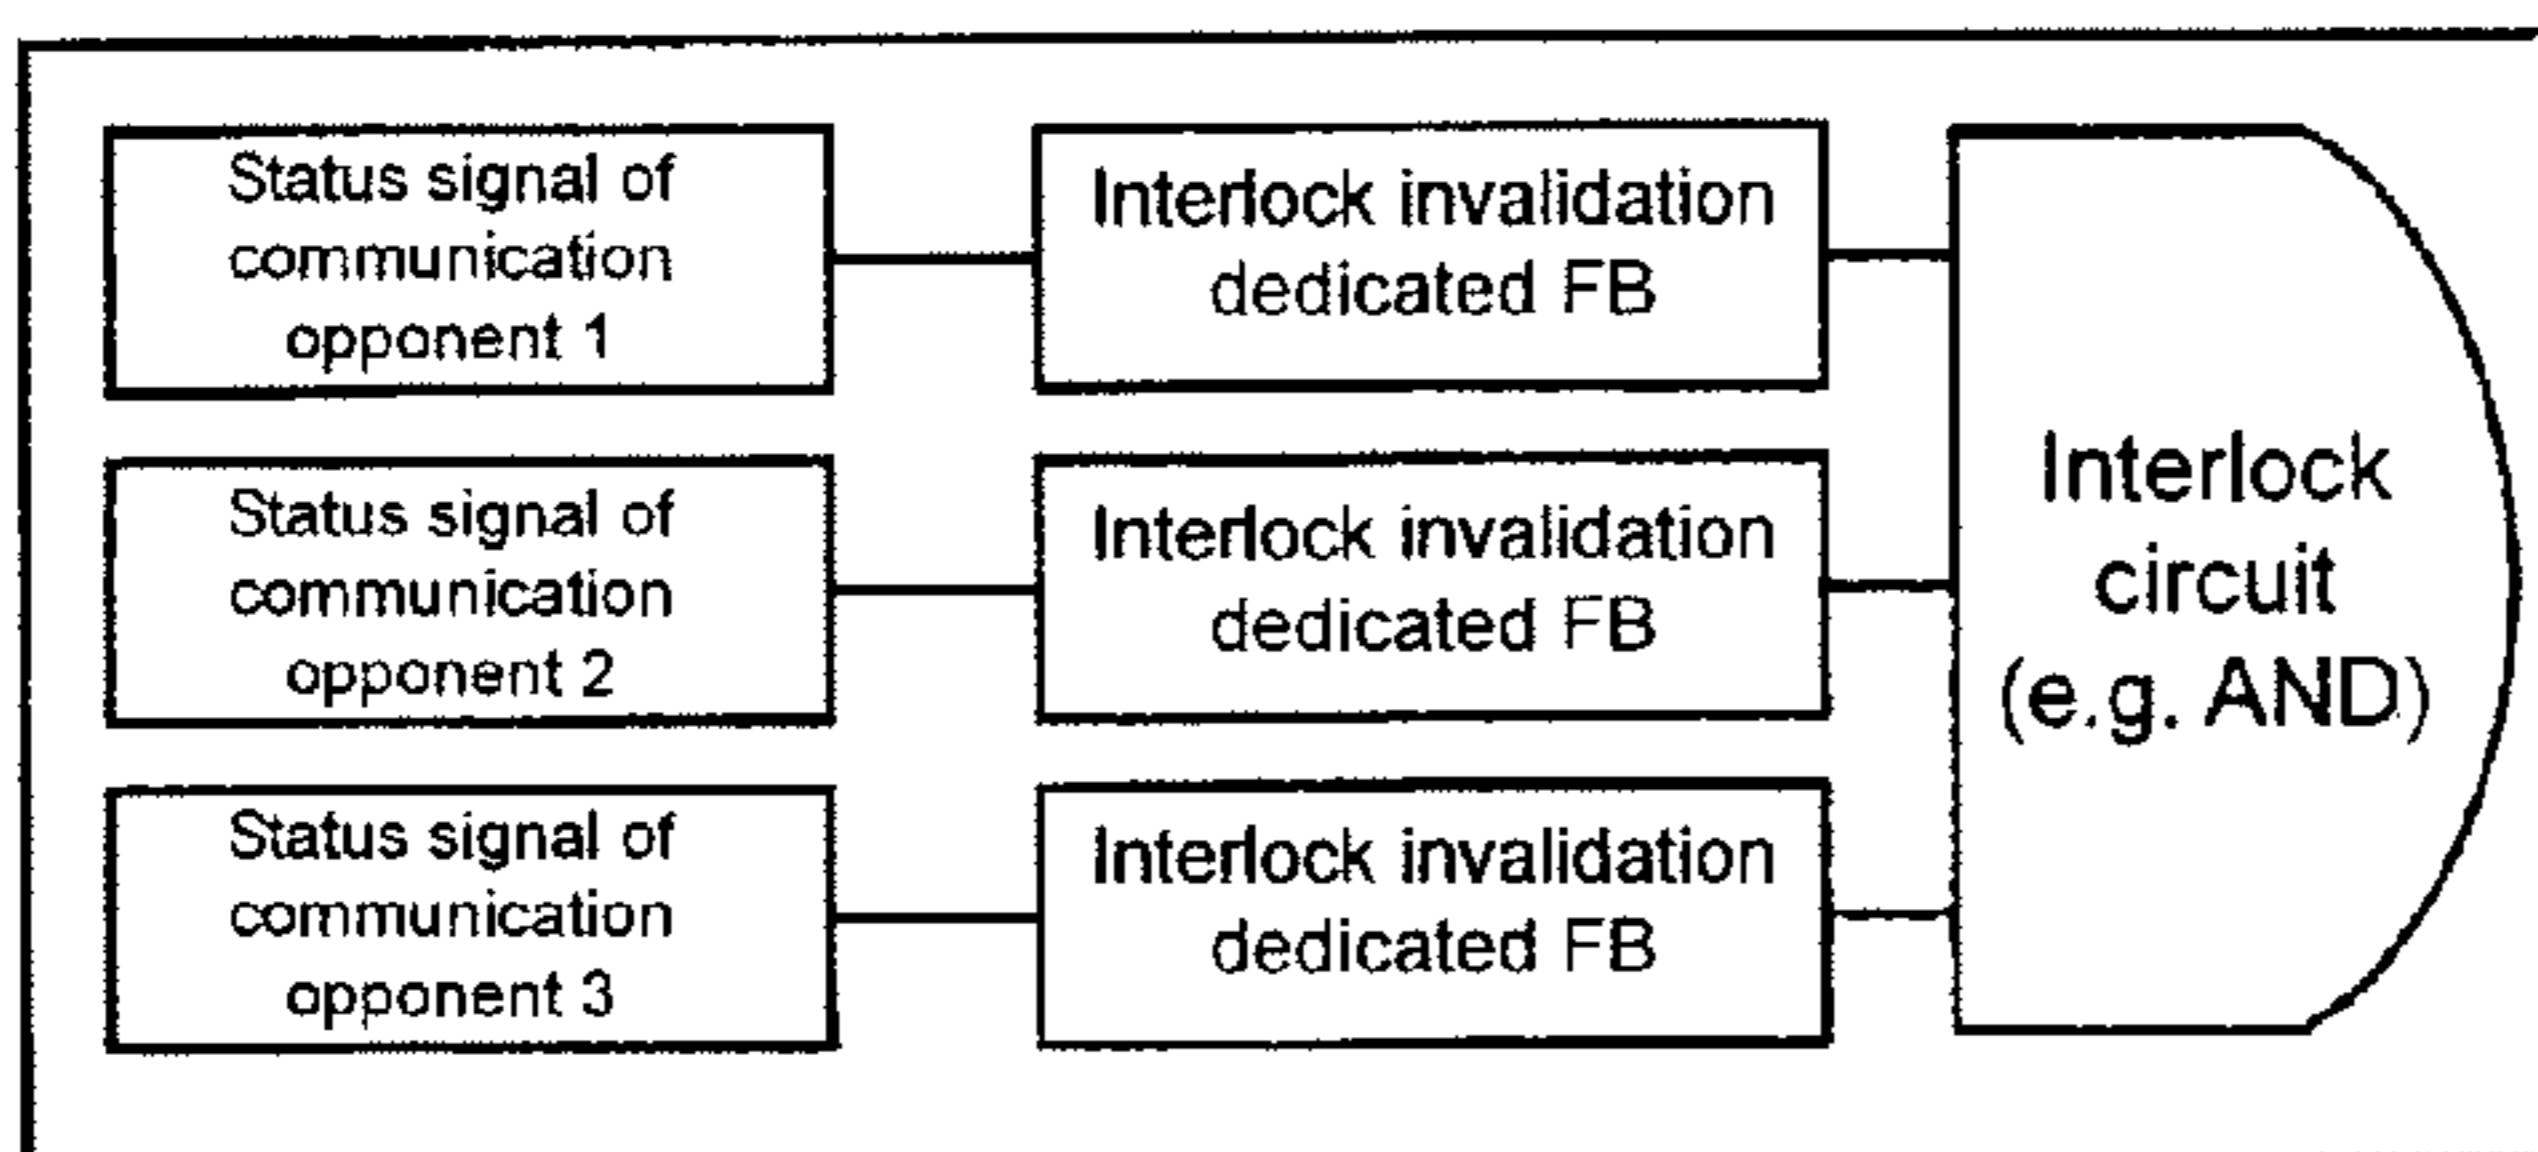 Status signal of
communication
opponent 1
Interlock invalidation
dedicated FB
Status signal of
communication
opponent 2
Interlock invalidation
dedicated FB
Status signal of
communication
opponent 3
Interlock invalidation
dedicated FB
Interlock
circuit
(e.g. AND)